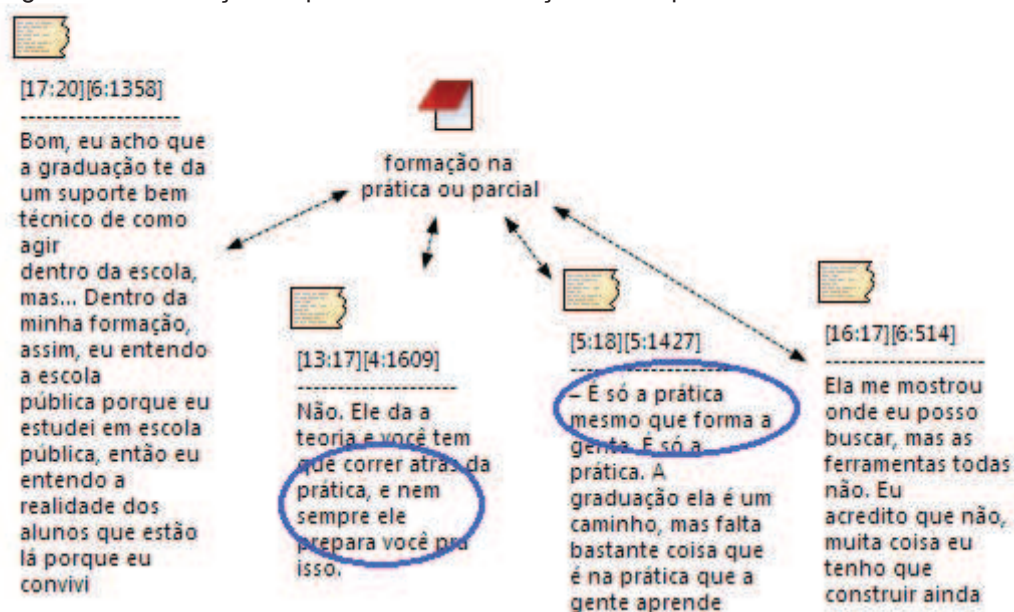 [17:20][6:1358]
--------------------
Bom, eu acho que
a graduação te da
um suporte bem
técnico de como
agir
dentro da escola,
mas... Dentro da
minha formação,
assim, eu entendo
a escola
pública porque eu
estudei em escola
pública, então eu
entendo a
realidade dos
alunos que estão
lá porque eu
convivi
formação na
prática ou parcial
[13:17][4:1609]
--------------------
Não. Ele da a
teoria e você tem
que correr atrás da
prática, e nem
sempre ele
prepara você pra
isso.
[5:18][5:1427]
--------------------
– É só a prática
mesmo que forma a
gente. É só a
prática. A
graduação ela é um
caminho, mas falta
bastante coisa que
é na prática que a
gente aprende
[16:17][6:514]
--------------------
Ela me mostrou
onde eu posso
buscar, mas as
ferramentas todas
não. Eu
acredito que não,
muita coisa eu
tenho que
construir ainda